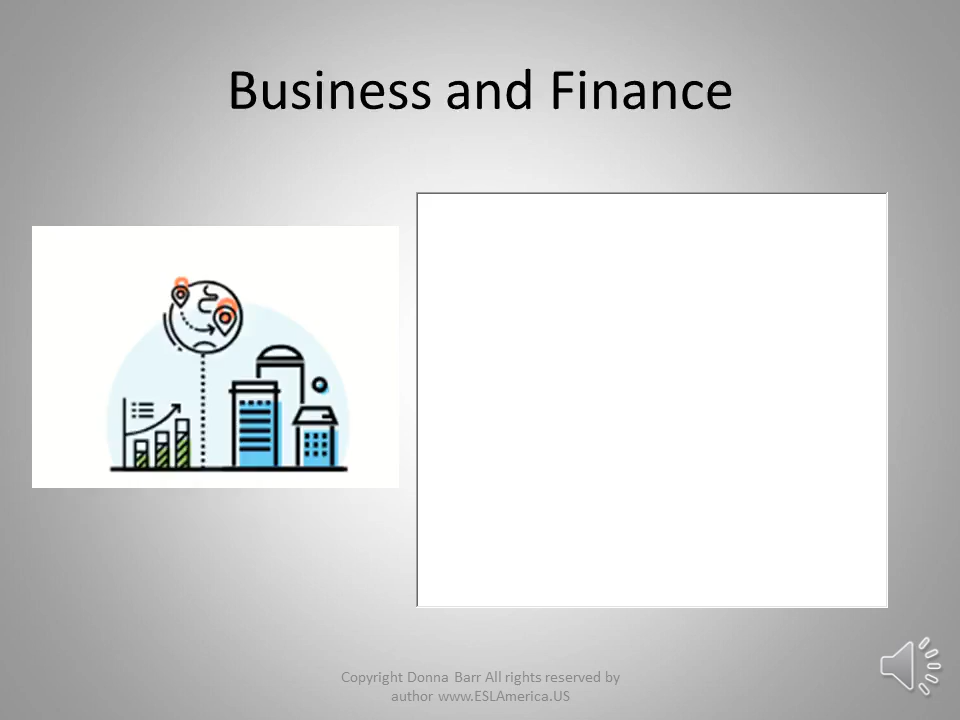 Business and Finance
Copyright Donna Barr All rights reserved by
author www.ESLAmerica.US